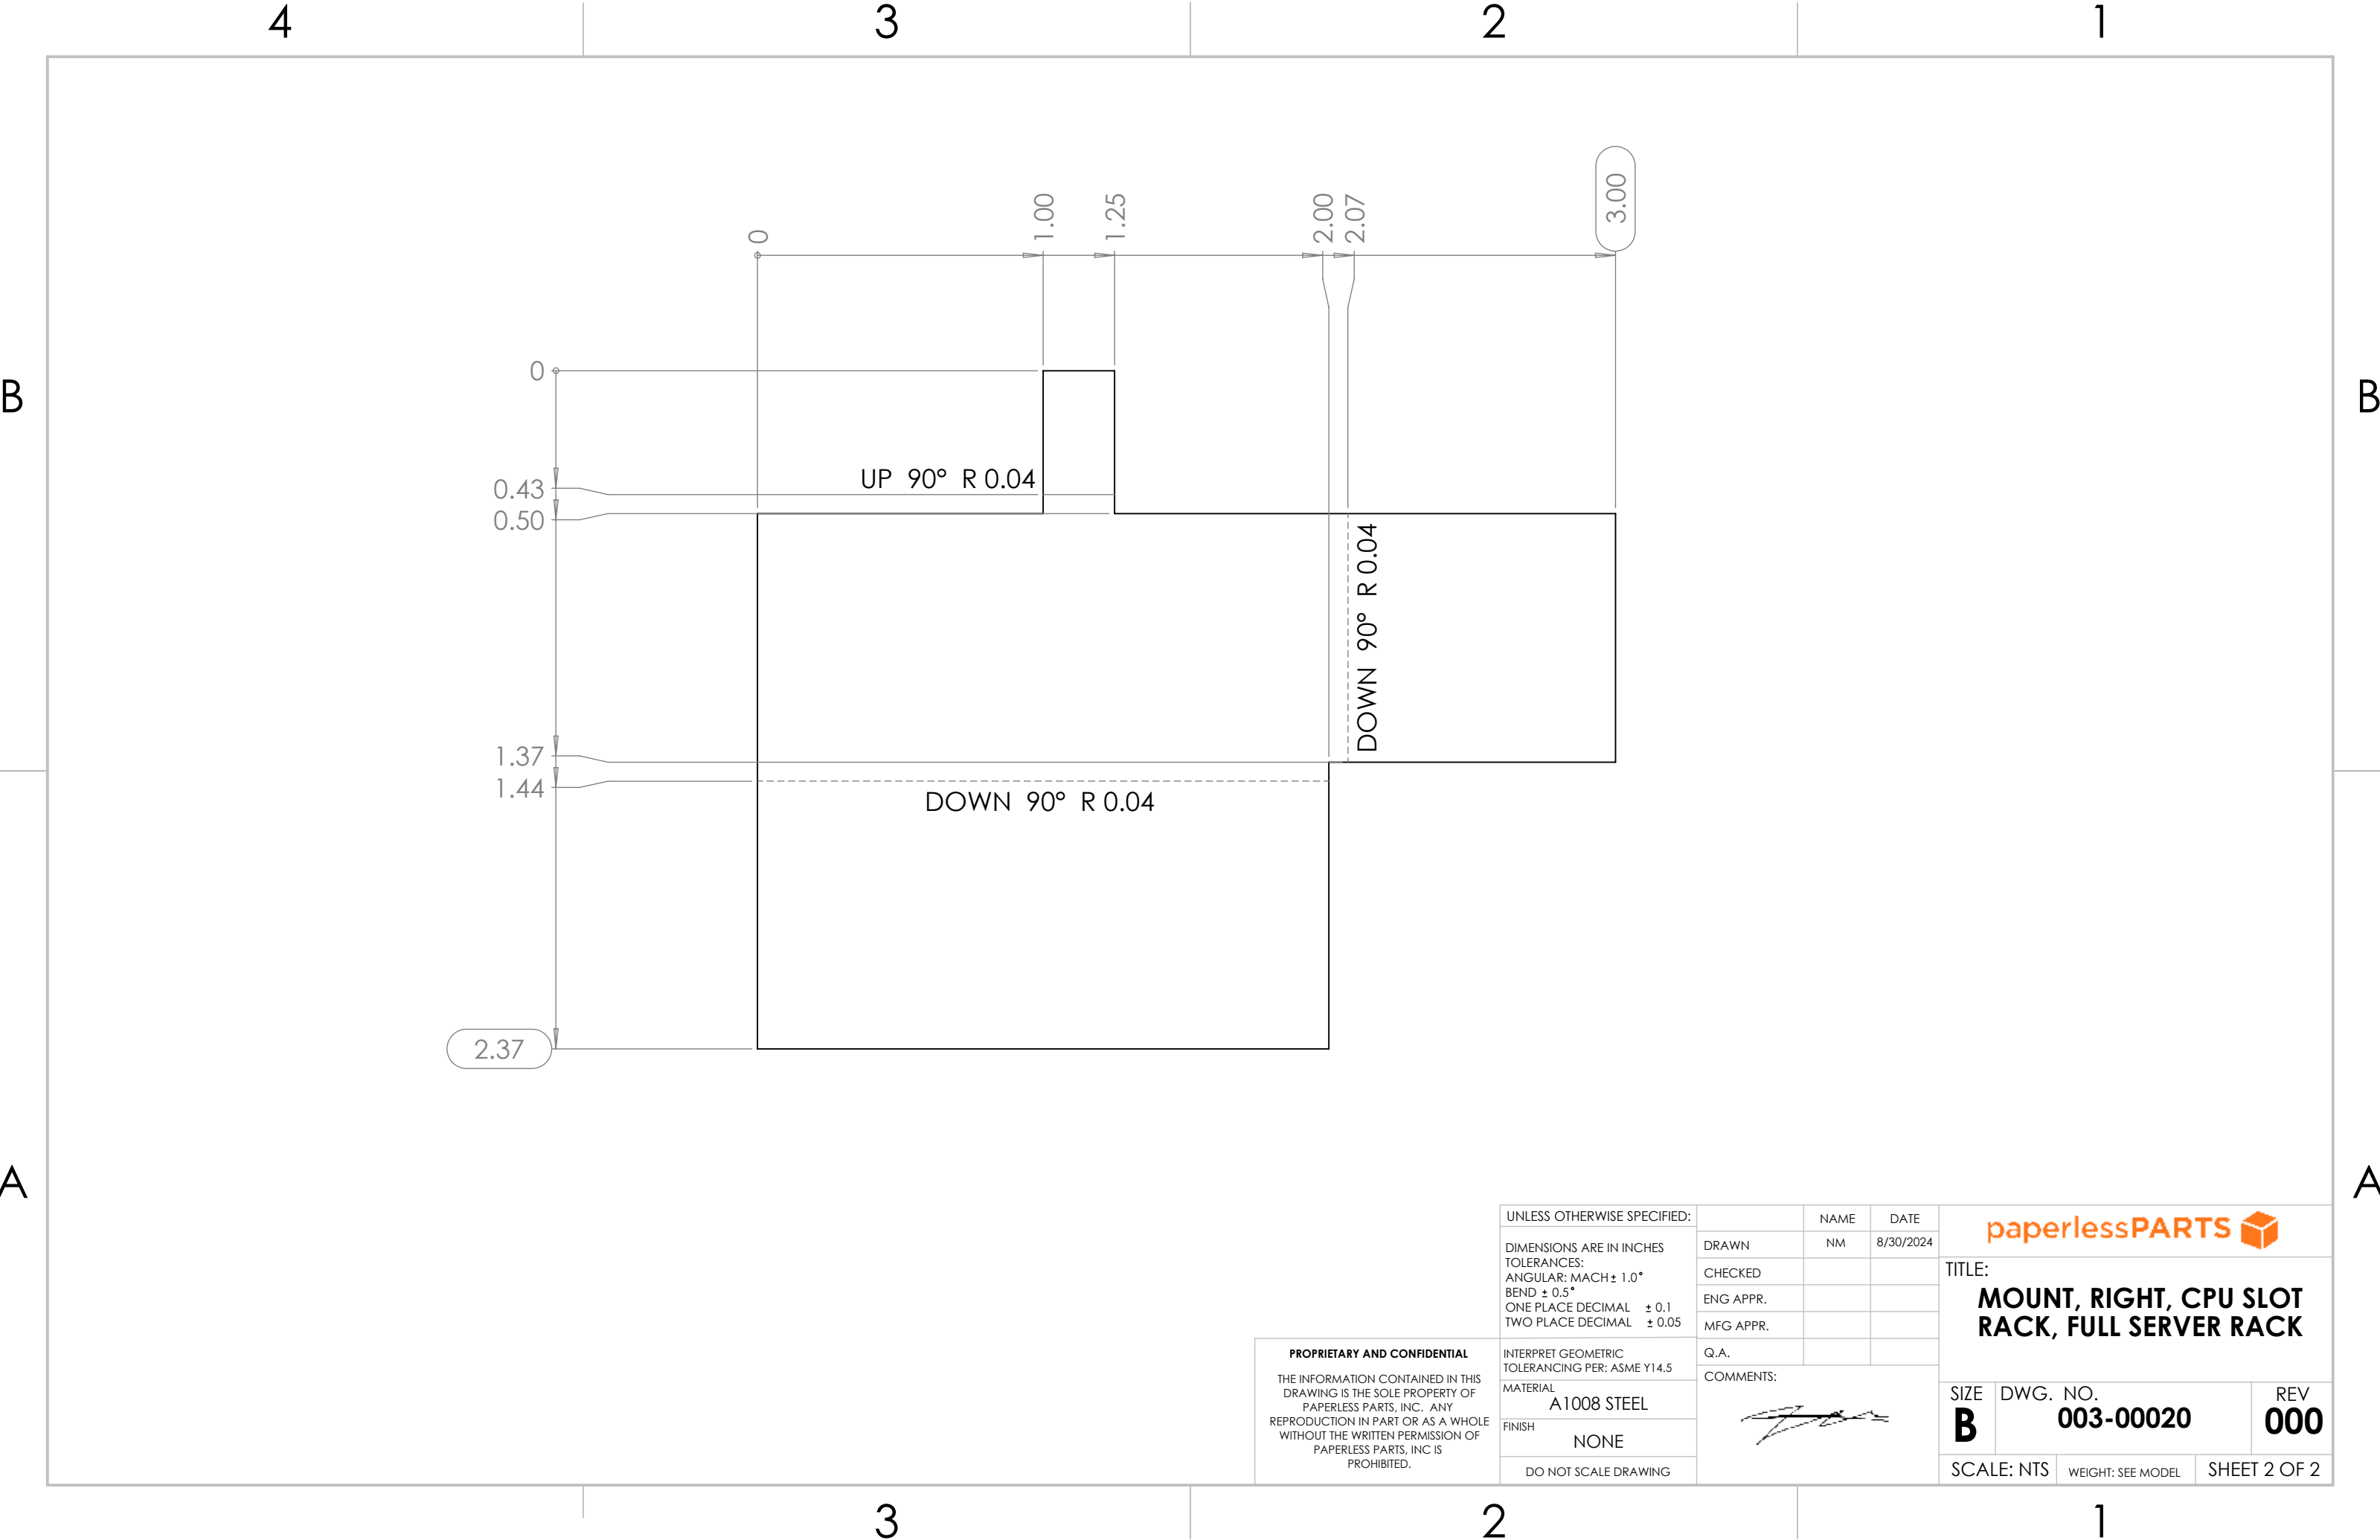 4 3 2 1
B B
A A
0 1.00 1.25 2.00 2.07 3.00
0
0.43
0.50
1.37
1.44
2.37
UP 90° R 0.04
DOWN 90° R 0.04
DOWN 90° R 0.04
UNLESS OTHERWISE SPECIFIED:
DIMENSIONS ARE IN INCHES
TOLERANCES:
ANGULAR: MACH ± 1.0°
BEND ± 0.5°
ONE PLACE DECIMAL ± 0.1
TWO PLACE DECIMAL ± 0.05
INTERPRET GEOMETRIC
TOLERANCING PER: ASME Y14.5
MATERIAL
A1008 STEEL
FINISH
NONE
DO NOT SCALE DRAWING
PROPRIETARY AND CONFIDENTIAL
THE INFORMATION CONTAINED IN THIS
DRAWING IS THE SOLE PROPERTY OF
PAPERLESS PARTS, INC. ANY
REPRODUCTION IN PART OR AS A WHOLE
WITHOUT THE WRITTEN PERMISSION OF
PAPERLESS PARTS, INC IS
PROHIBITED.
NAME DATE
DRAWN NM 8/30/2024
CHECKED
ENG APPR.
MFG APPR.
Q.A.
COMMENTS:
paperlessPARTS
TITLE:
MOUNT, RIGHT, CPU SLOT
RACK, FULL SERVER RACK
SIZE DWG. NO. REV
B 003-00020 000
SCALE: NTS WEIGHT: SEE MODEL SHEET 2 OF 2
3 2 1